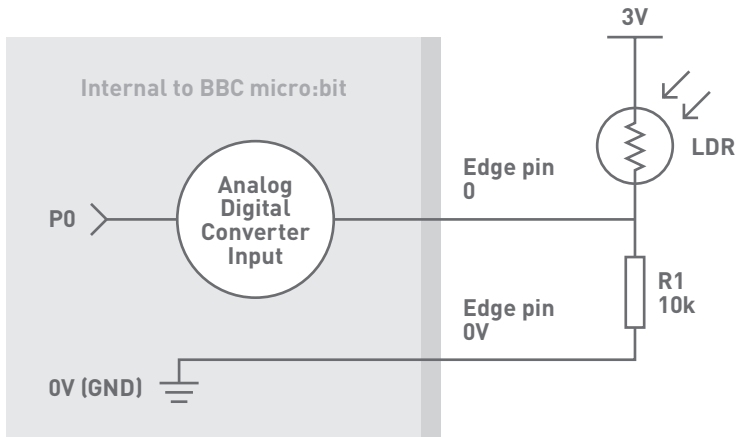 3V
Internal to BBC micro:bit
LDR
Edge pin
0
Analog
Digital
Converter
Input
P0
R1
10k
Edge pin
0V
0V (GND)